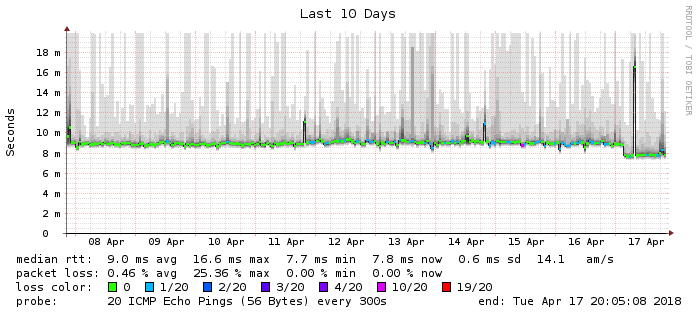 Last 10 Days
RRDTOOL / TOBI OETIKER
Seconds
18 m
16 m
14 m
12 m
10 m
8 m
6 m
4 m
2 m
0
08 Apr 09 Apr 10 Apr 11 Apr 12 Apr 13 Apr 14 Apr 15 Apr 16 Apr 17 Apr
median rtt: 9.0 ms avg 16.6 ms max 7.7 ms min 7.8 ms now 0.6 ms sd 14.1 am/s
packet loss: 0.46 % avg 25.36 % max 0.00 % min 0.00 % now
loss color: 0 1/20 2/20 3/20 4/20 10/20 19/20
probe: 20 ICMP Echo Pings (56 Bytes) every 300s end: Tue Apr 17 20:05:08 2018